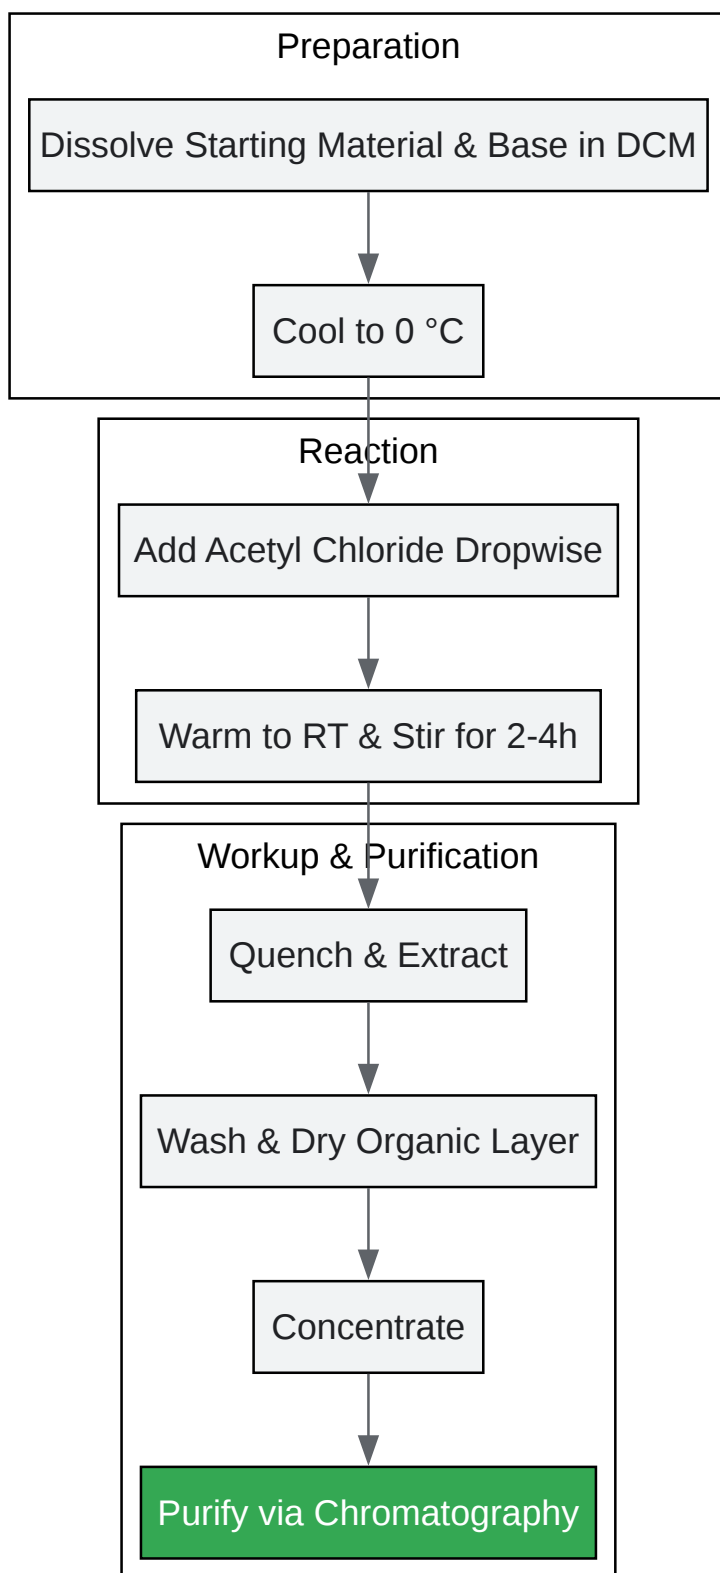 Preparation
Dissolve Starting Material & Base in DCM
Cool to 0 °C
Reaction
Add Acetyl Chloride Dropwise
Warm to RT & Stir for 2-4h
Workup & Purification
Quench & Extract
Wash & Dry Organic Layer
Concentrate
Purify via Chromatography